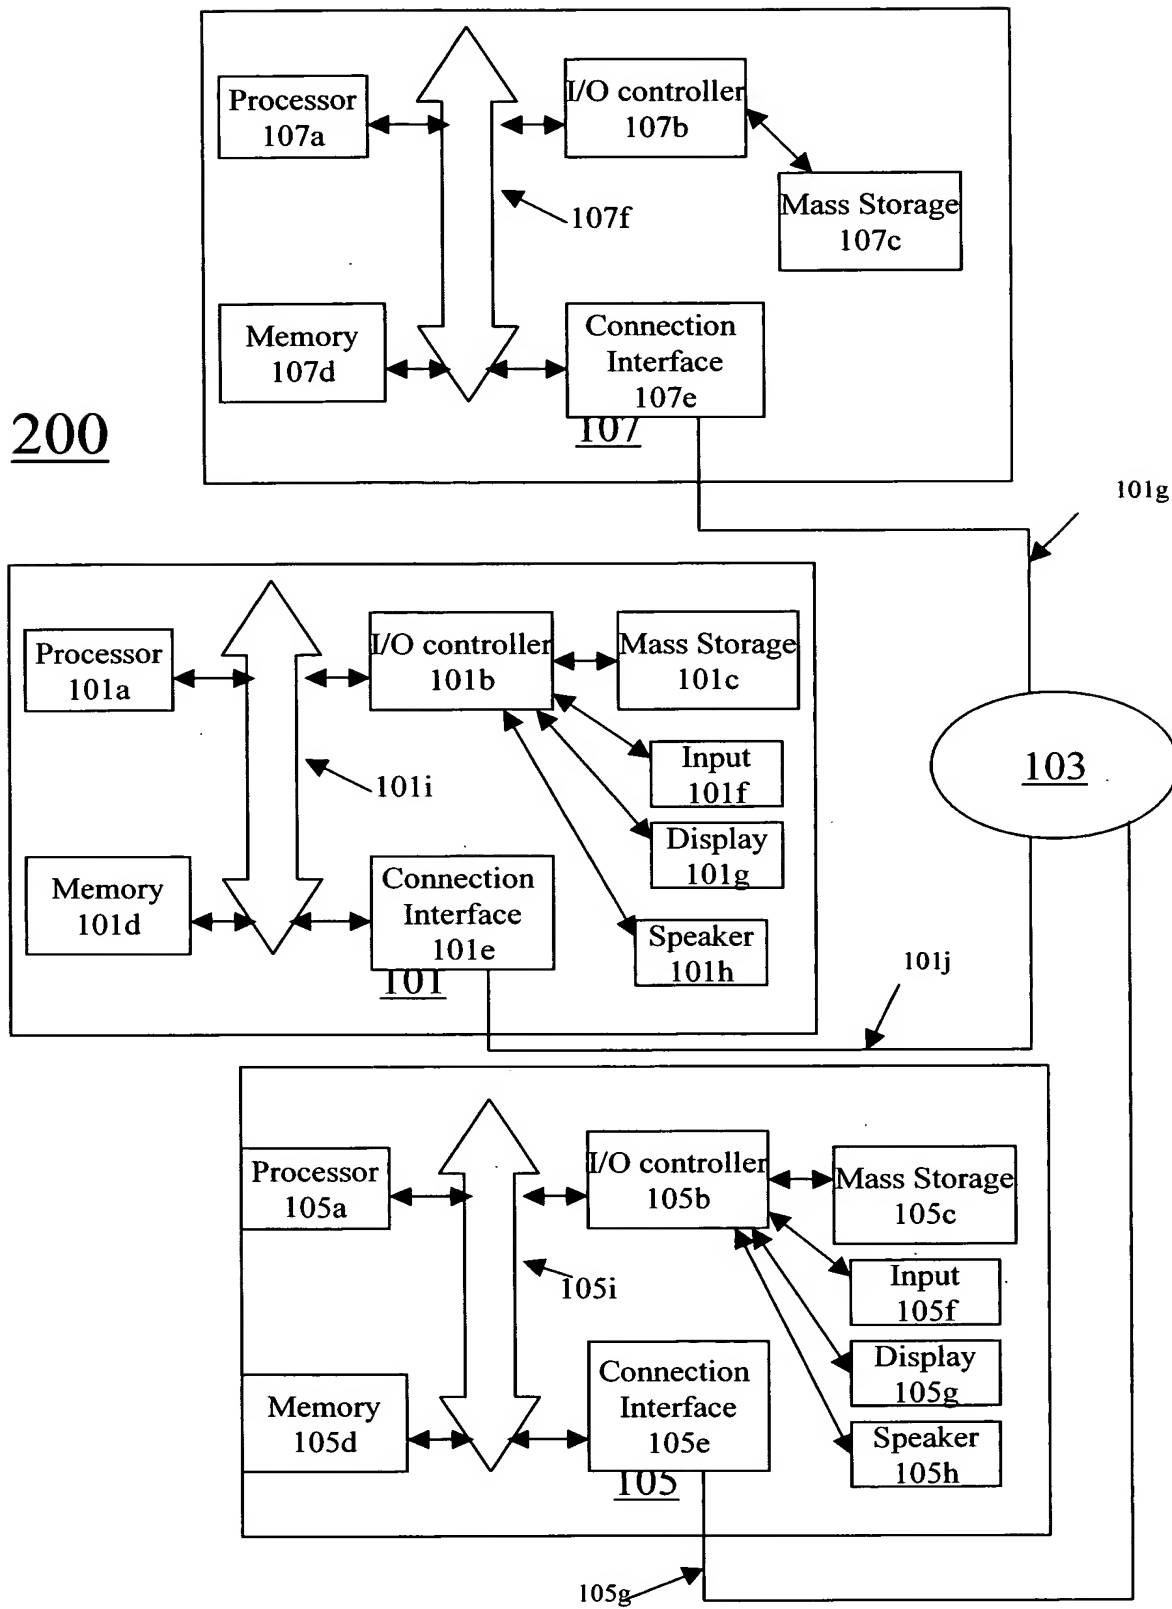 Processor
107a
I/O controller
107b
Mass Storage
107c
107f
Memory
107d
Connection
Interface
107e
107
200
101g
Processor
101a
I/O controller
101b
Mass Storage
101c
Input
101f
101i
Display
101g
Memory
101d
Connection
Interface
101e
Speaker
101h
101
103
101j
Processor
105a
I/O controller
105b
Mass Storage
105c
Input
105f
105i
Display
105g
Memory
105d
Connection
Interface
105e
Speaker
105h
105
105g